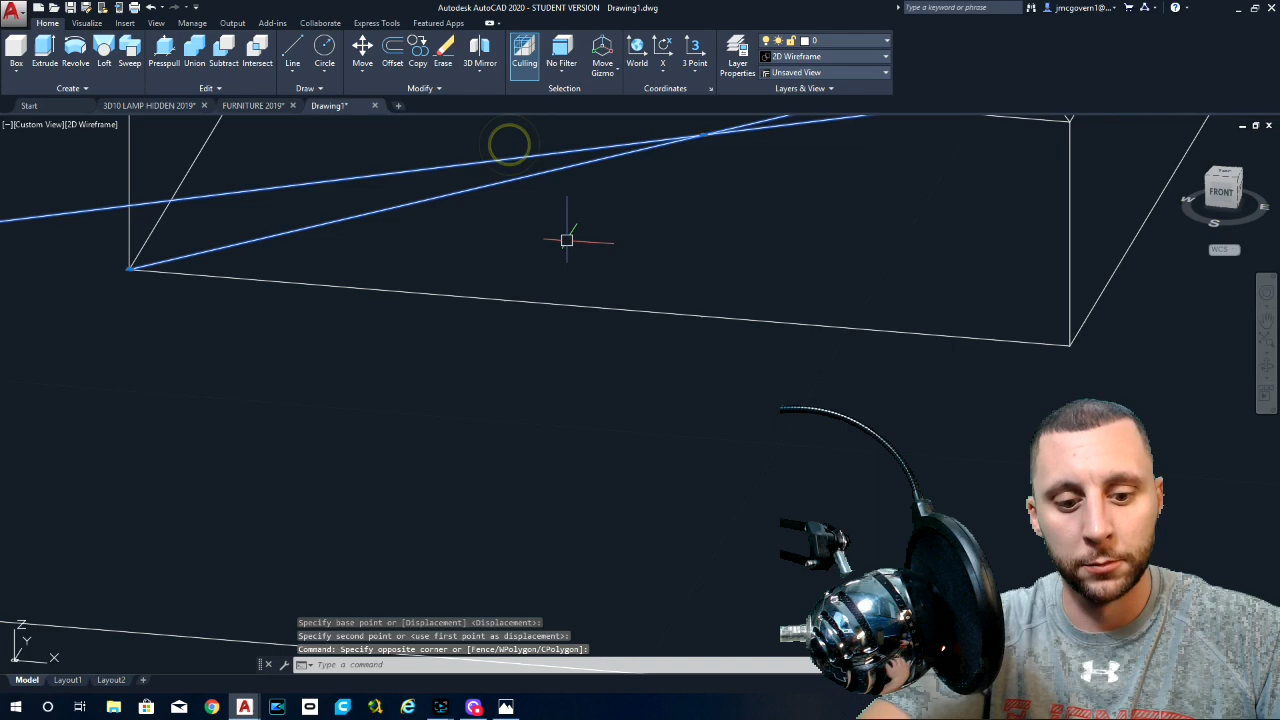 Autodesk AutoCAD 2020 - STUDENT VERSION Drawing1.dwg
Type a keyword or phrase
jmcgovern1@...
Home Visualize Insert Manage Output Add-ins Collaborate Express Tools Featured Apps
Box Extrude Revolve Loft Sweep Presspull Union Subtract Intersect Line Circle Move Offset Copy Erase 3D Mirror Culling No Filter Move Gizmo World X 3 Point Layer Properties
0
2D Wireframe
Unsaved View
Create Edit Draw Modify Selection Coordinates Layers & View
Start 3D10 LAMP HIDDEN 2019* FURNITURE 2019* Drawing1*
[−][Custom View][2D Wireframe]
TOP
FRONT
W E
S
WCS
Z
Y
X
Specify base point or [Displacement] <Displacement>:
Specify second point or <use first point as displacement>:
Command: Specify opposite corner or [Fence/WPolygon/CPolygon]:
Type a command
Model Layout1 Layout2